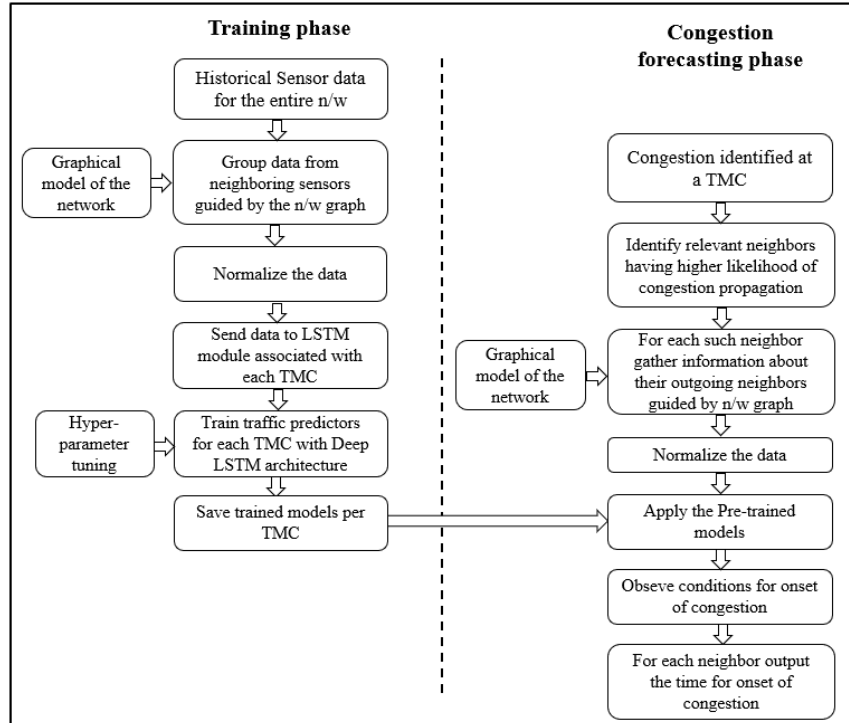 Training phase
Historical Sensor data
for the entire n/w
Graphical
model of the
network
Group data from
neighboring sensors
guided by the n/w graph
Normalize the data
Send data to LSTM
module associated with
each TMC
Hyper-
parameter
tuning
Train traffic predictors
for each TMC with Deep
LSTM architecture
Save trained models per
TMC
Congestion
forecasting phase
Congestion identified at
a TMC
Identify relevant neighbors
having higher likelihood of
congestion propagation
Graphical
model of the
network
For each such neighbor
gather information about
their outgoing neighbors
guided by n/w graph
Normalize the data
Apply the Pre-trained
models
Obseve conditions for onset
of congestion
For each neighbor output
the time for onset of
congestion